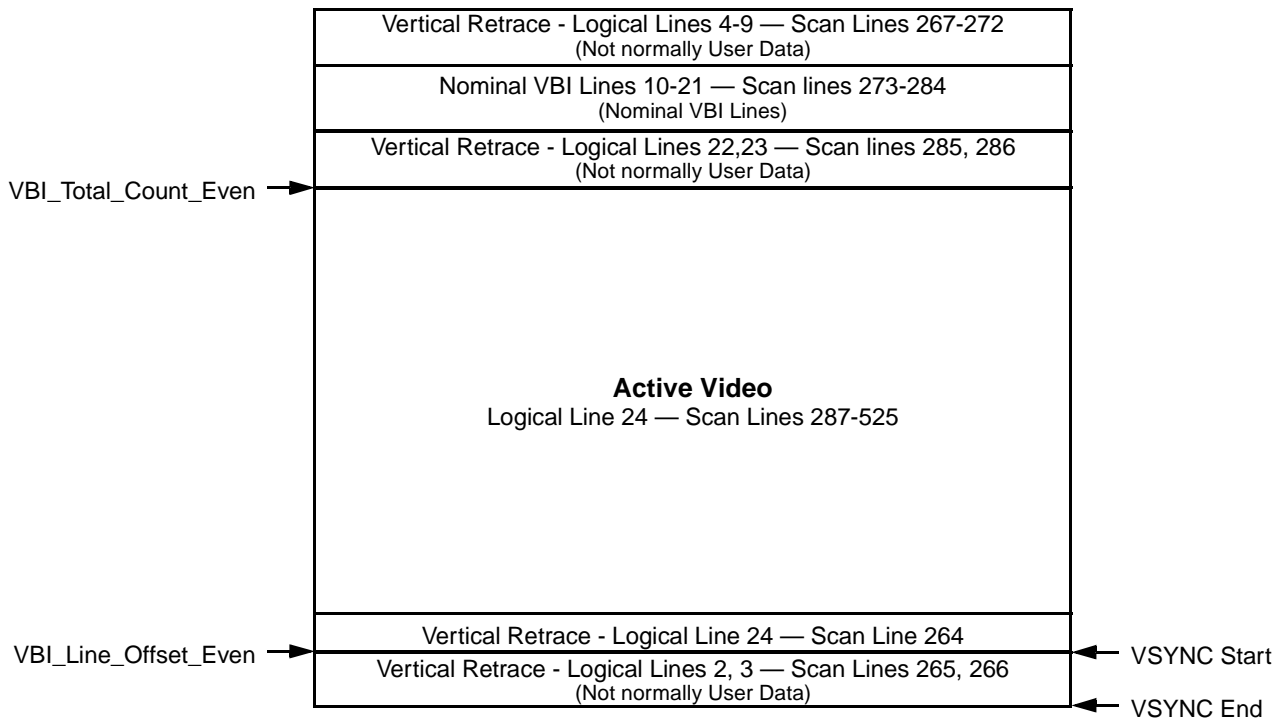 Vertical Retrace - Logical Lines 4-9 — Scan Lines 267-272
(Not normally User Data)
Nominal VBI Lines 10-21 — Scan lines 273-284
(Nominal VBI Lines)
Vertical Retrace - Logical Lines 22,23 — Scan lines 285, 286
(Not normally User Data)
VBI_Total_Count_Even
Active Video
Logical Line 24 — Scan Lines 287-525
Vertical Retrace - Logical Line 24 — Scan Line 264
VBI_Line_Offset_Even
VSYNC Start
Vertical Retrace - Logical Lines 2, 3 — Scan Lines 265, 266
(Not normally User Data)
VSYNC End